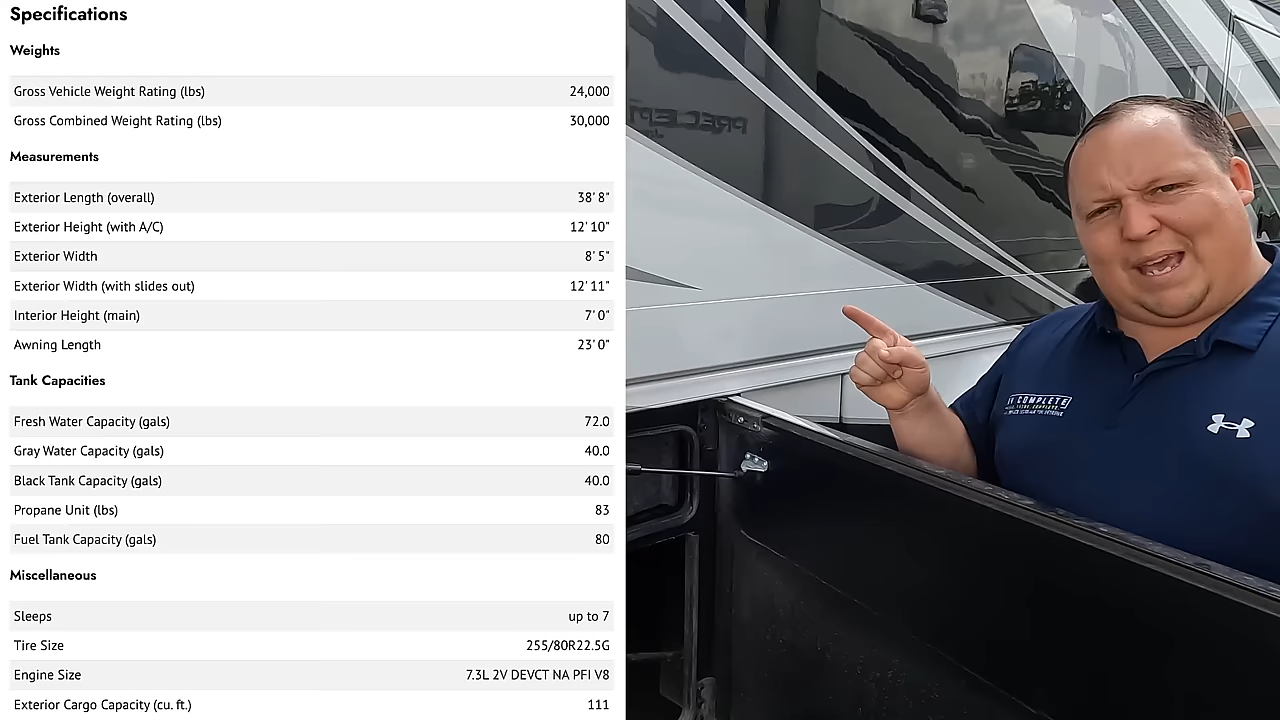 Specifications
Weights
Gross Vehicle Weight Rating (lbs) 24,000
Gross Combined Weight Rating (lbs) 30,000
Measurements
Exterior Length (overall) 38' 8"
Exterior Height (with A/C) 12' 10"
Exterior Width 8' 5"
Exterior Width (with slides out) 12' 11"
Interior Height (main) 7' 0"
Awning Length 23' 0"
Tank Capacities
Fresh Water Capacity (gals) 72.0
Gray Water Capacity (gals) 40.0
Black Tank Capacity (gals) 40.0
Propane Unit (lbs) 83
Fuel Tank Capacity (gals) 80
Miscellaneous
Sleeps up to 7
Tire Size 255/80R22.5G
Engine Size 7.3L 2V DEVCT NA PFI V8
Exterior Cargo Capacity (cu. ft.) 111
COMPLETE